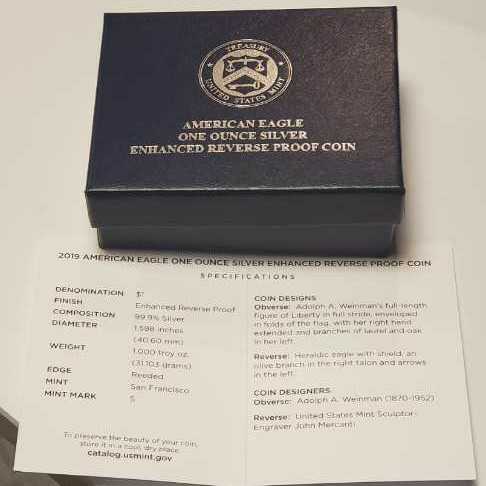 TREASURY
UNITED STATES MINT
AMERICAN EAGLE
ONE OUNCE SILVER
ENHANCED REVERSE PROOF COIN
2019 AMERICAN EAGLE ONE OUNCE SILVER ENHANCED REVERSE PROOF COIN
SPECIFICATIONS
DENOMINATION $1
FINISH Enhanced Reverse Proof
COMPOSITION 99.9% Silver
DIAMETER 1.598 inches
(40.60 mm)
WEIGHT 1.000 troy oz.
(31.103 grams)
EDGE Reeded
MINT San Francisco
MINT MARK S
To preserve the beauty of your coin,
store it in a cool, dry place.
catalog.usmint.gov
COIN DESIGNS
Obverse: Adolph A. Weinman's full-length
figure of Liberty in full stride, enveloped
in folds of the flag, with her right hand
extended and branches of laurel and oak
in her left.
Reverse: Heraldic eagle with shield, an
olive branch in the right talon and arrows
in the left.
COIN DESIGNERS
Obverse: Adolph A. Weinman (1870-1952)
Reverse: United States Mint Sculptor-
Engraver John Mercanti